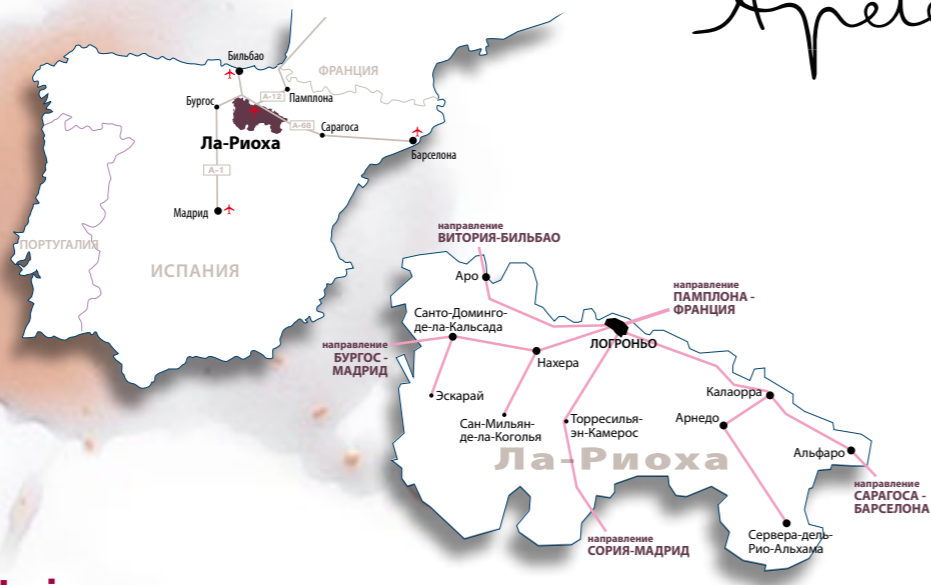 Бильбао
ФРАНЦИЯ
A-12
Памплона
Бургос
A-68
Сарагоса
Ла-Риоха
Барселона
A-1
Мадрид
ПОРТУГАЛИЯ
ИСПАНИЯ
направление
ВИТОРИЯ-БИЛЬБАО
Аро
направление
ПАМПЛОНА -
ФРАНЦИЯ
Санто-Доминго-
де-ла-Кальсада
ЛОГРОНЬО
направление
БУРГОС -
МАДРИД
Нахера
Эскарай
Калаорра
Сан-Мильян-
де-ла-Коголья
Торресилья-
эн-Камерос
Арнедо
Альфаро
Ла-Риоха
направление
САРАГОСА -
БАРСЕЛОНА
направление
СОРИЯ-МАДРИД
Сервера-дель-
Рио-Альхама